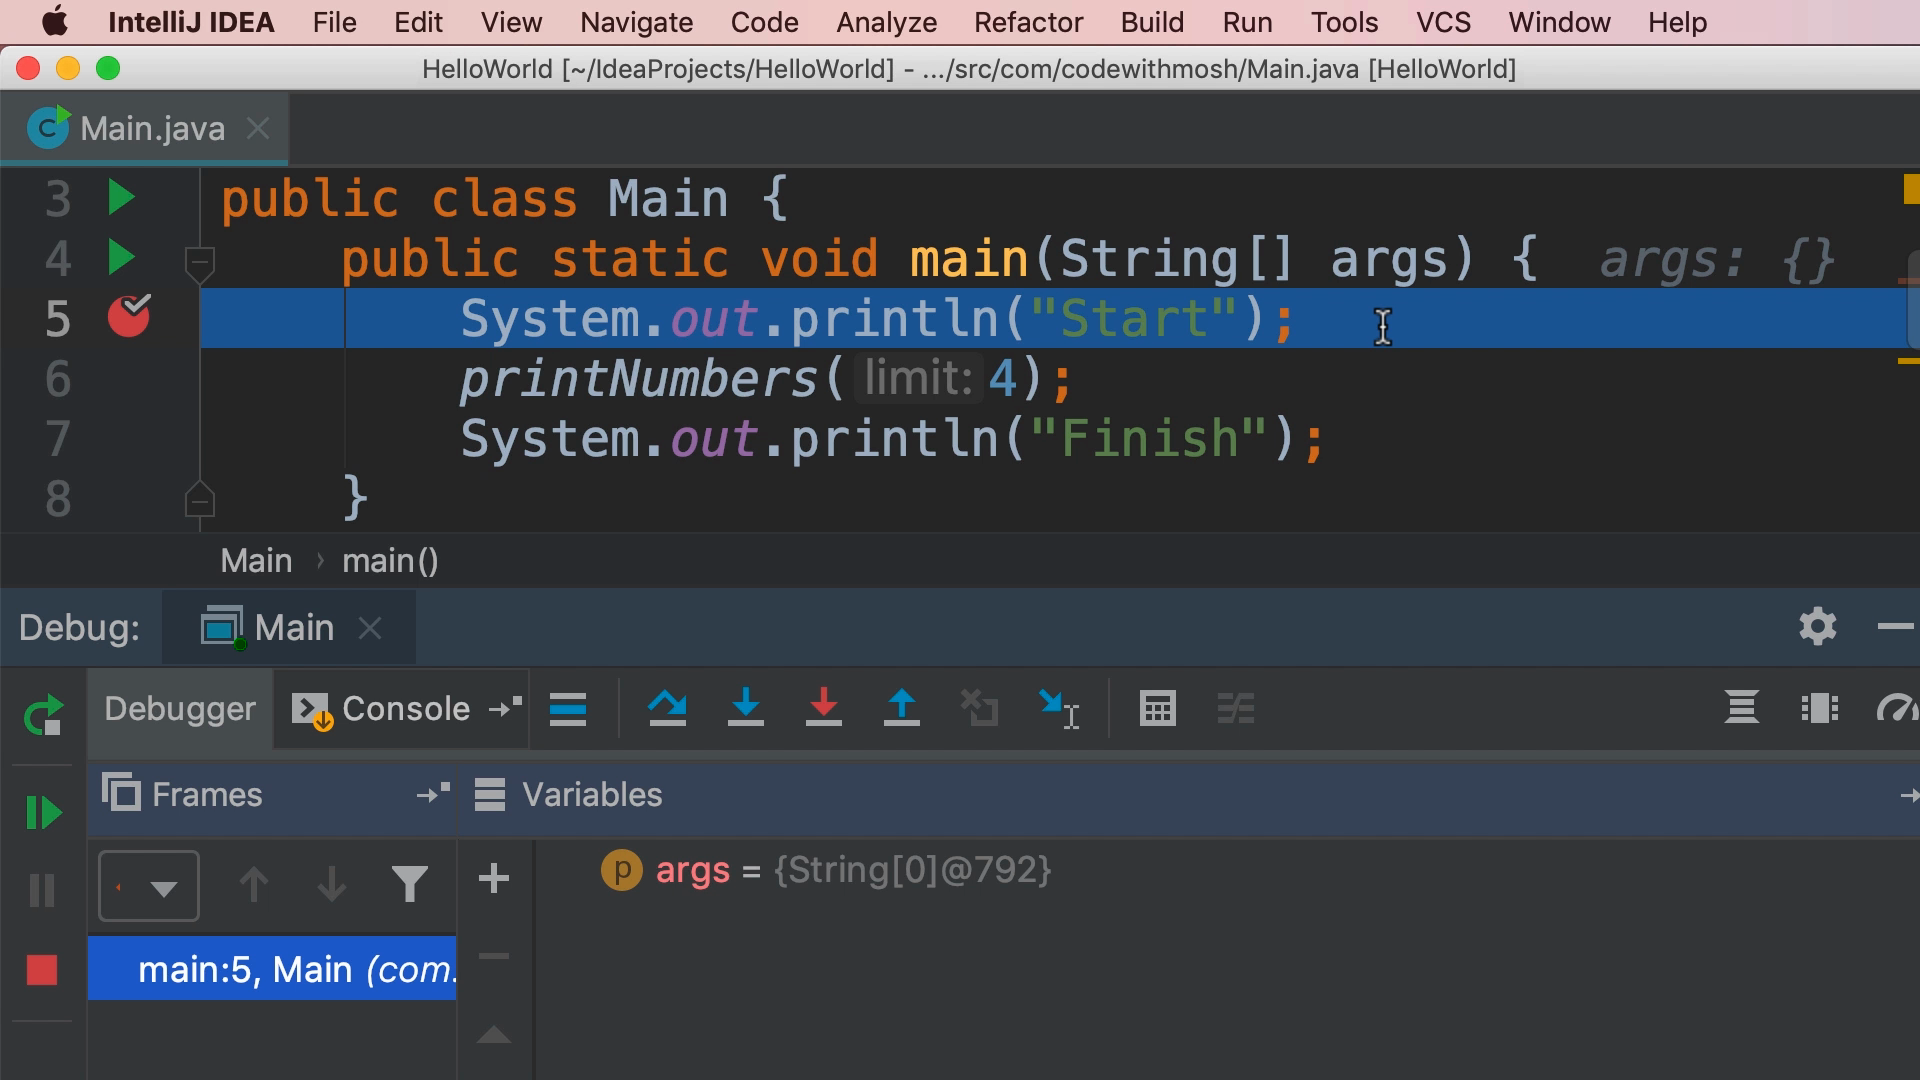 IntelliJ IDEA File Edit View Navigate Code Analyze Refactor Build Run Tools VCS Window Help
HelloWorld [~/IdeaProjects/HelloWorld] - .../src/com/codewithmosh/Main.java [HelloWorld]
C Main.java
3 public class Main {
4 public static void main(String[] args) { args: {}
5 System.out.println("Start");
6 printNumbers( limit: 4);
7 System.out.println("Finish");
8 }
Main › main()
Debug: Main
Debugger Console
Frames Variables
p args = {String[0]@792}
main:5, Main (com.